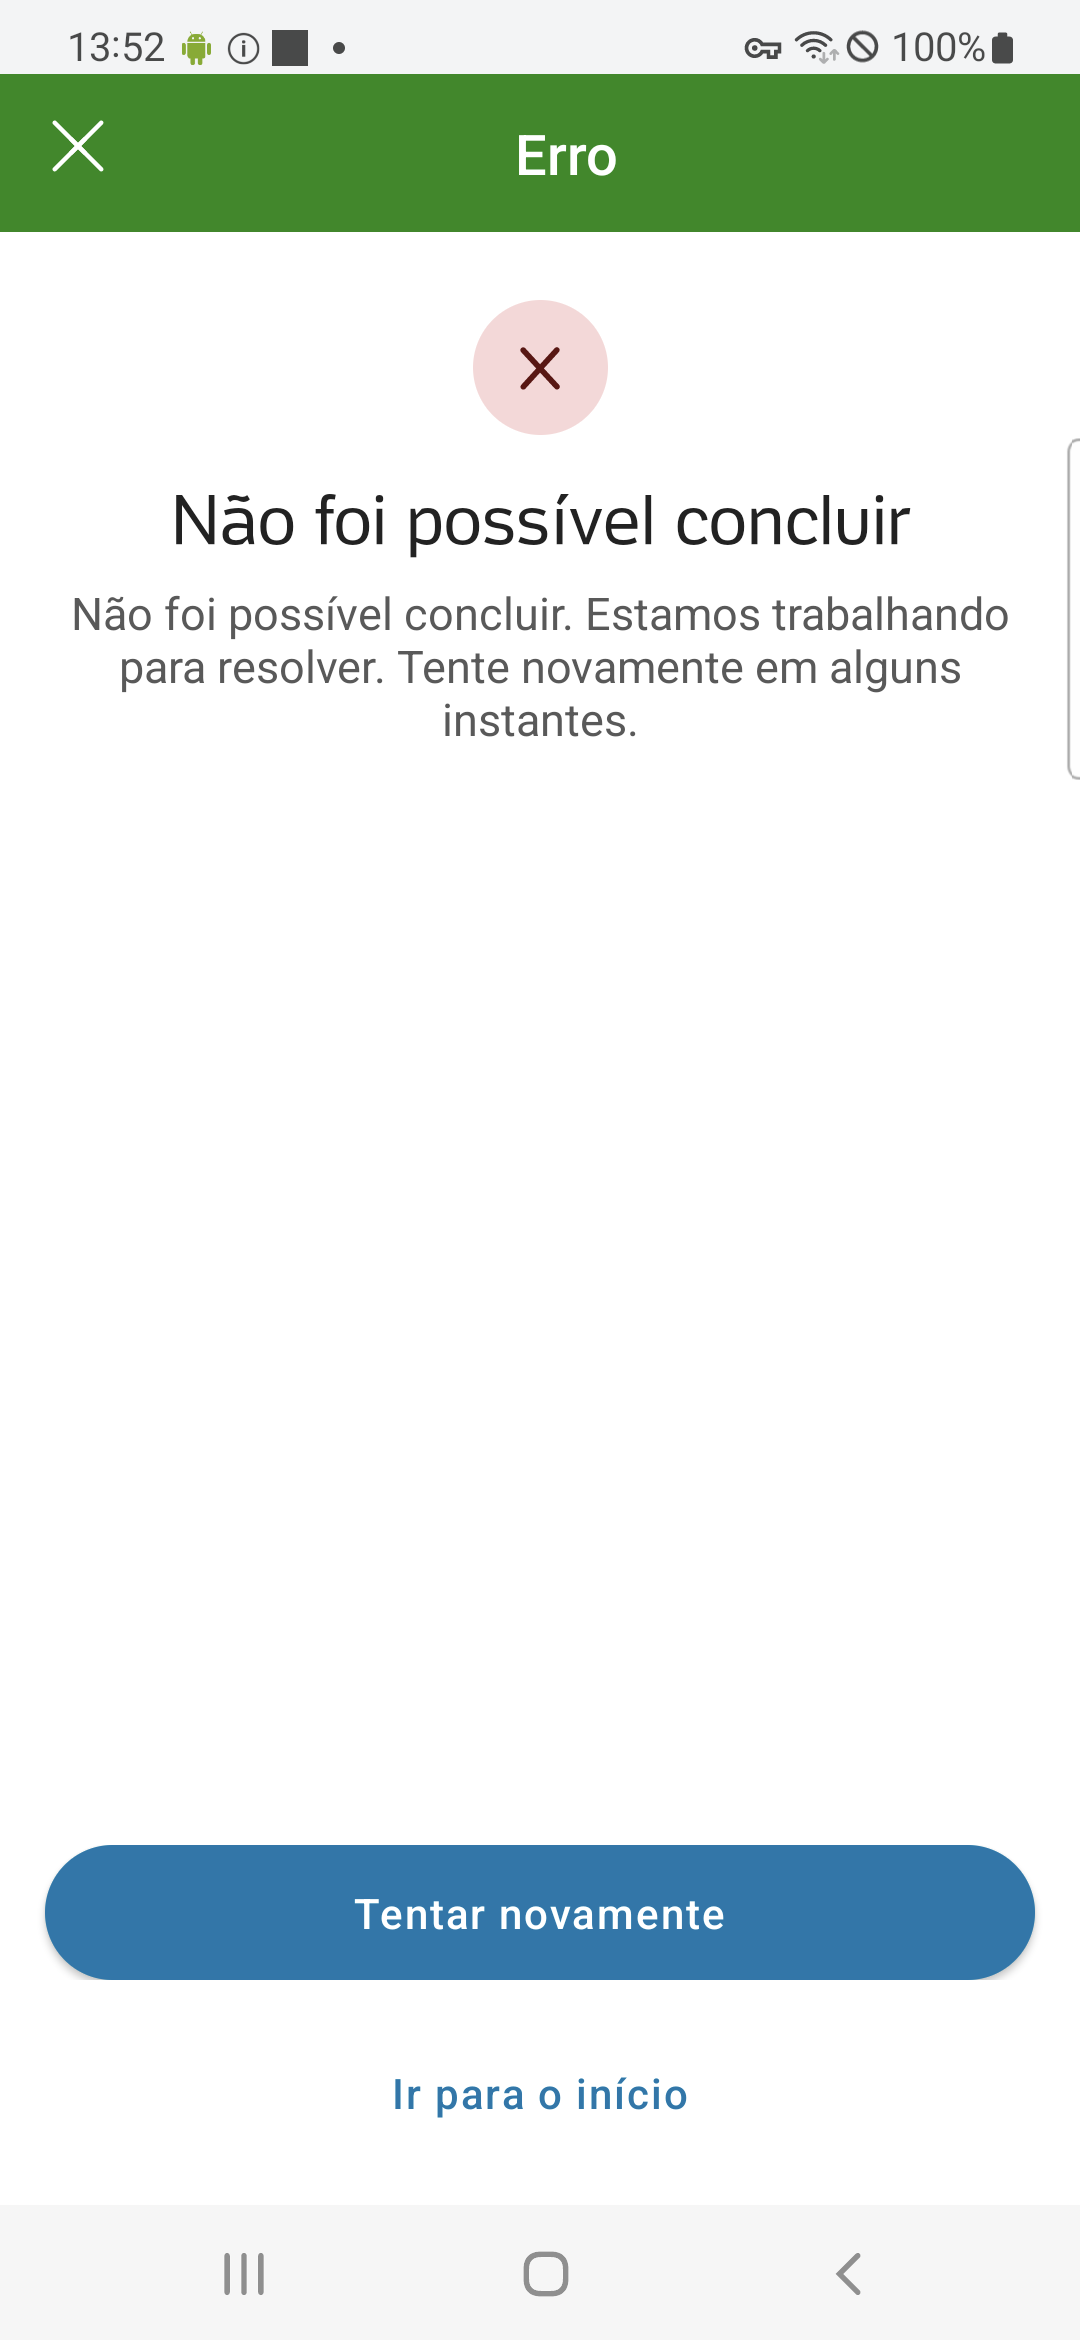 13:52 100%
Erro
Não foi possível concluir
Não foi possível concluir. Estamos trabalhando
para resolver. Tente novamente em alguns
instantes.
Tentar novamente
Ir para o início